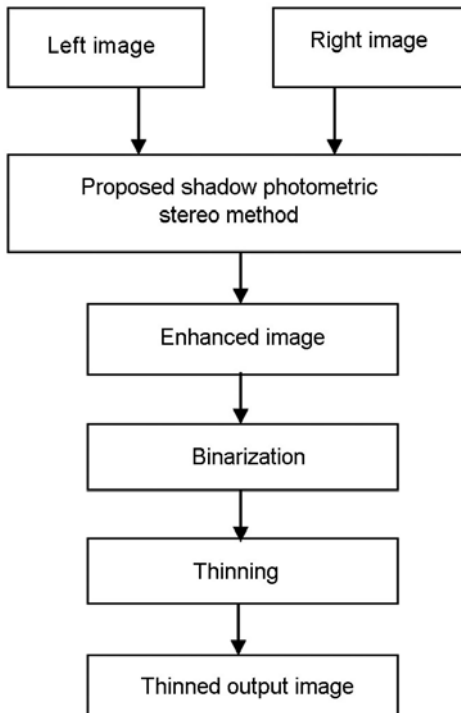 Left image
Right image
Proposed shadow photometric
stereo method
Enhanced image
Binarization
Thinning
Thinned output image